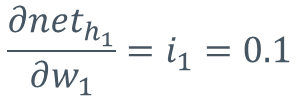 ∂net_{h_1}/∂w_1 = i_1 = 0.1